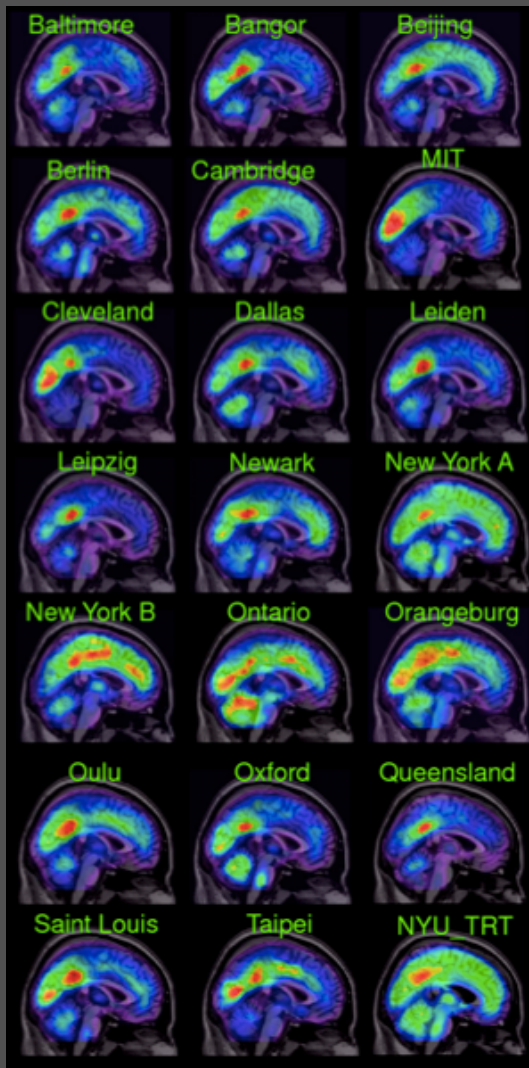 Baltimore
Bangor
Beijing
Berlin
Cambridge
MIT
Cleveland
Dallas
Leiden
Leipzig
Newark
New York A
New York B
Ontario
Orangeburg
Oulu
Oxford
Queensland
Saint Louis
Taipei
NYU_TRT